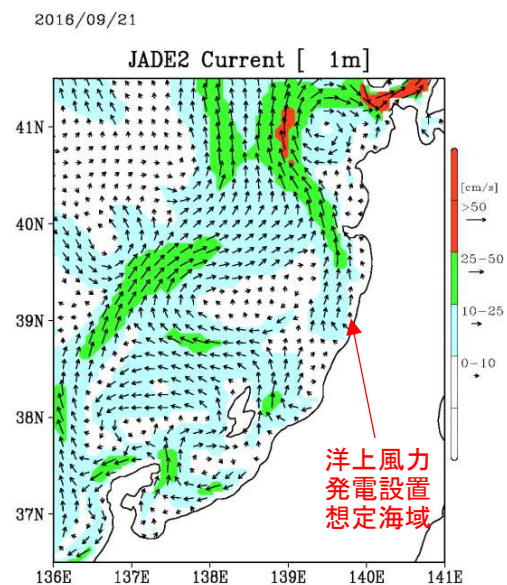 2016/09/21
JADE2 Current [ 1m]
41N
40N
39N
38N
37N
136E
137E
138E
139E
140E
141E
[cm/s]
>50
25-50
10-25
0-10
洋上風力
発電設置
想定海域